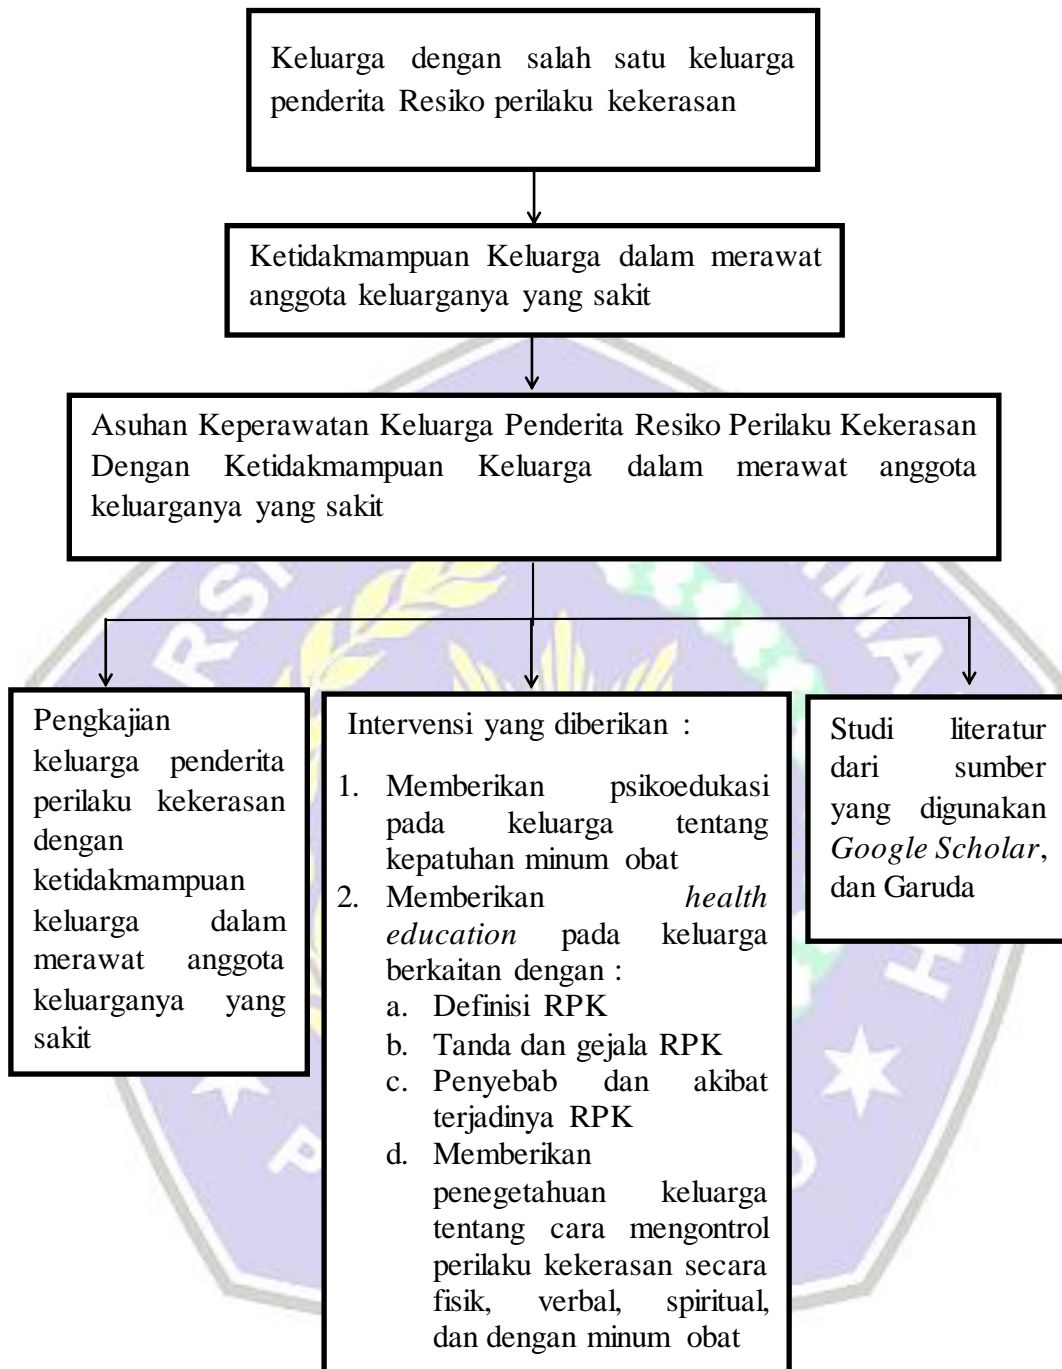 Keluarga dengan salah satu keluarga
penderita Resiko perilaku kekerasan
Ketidakmampuan Keluarga dalam merawat
anggota keluarganya yang sakit
Asuhan Keperawatan Keluarga Penderita Resiko Perilaku Kekerasan
Dengan Ketidakmampuan Keluarga dalam merawat anggota
keluarganya yang sakit
Pengkajian
keluarga penderita
perilaku kekerasan
dengan
ketidakmampuan
keluarga dalam
merawat anggota
keluarganya yang
sakit
Intervensi yang diberikan :
1. Memberikan psikoedukasi
pada keluarga tentang
kepatuhan minum obat
2. Memberikan health
education pada keluarga
berkaitan dengan :
a. Definisi RPK
b. Tanda dan gejala RPK
c. Penyebab dan akibat
terjadinya RPK
d. Memberikan
penegetahuan keluarga
tentang cara mengontrol
perilaku kekerasan secara
fisik, verbal, spiritual,
dan dengan minum obat
Studi literatur
dari sumber
yang digunakan
Google Scholar,
dan Garuda